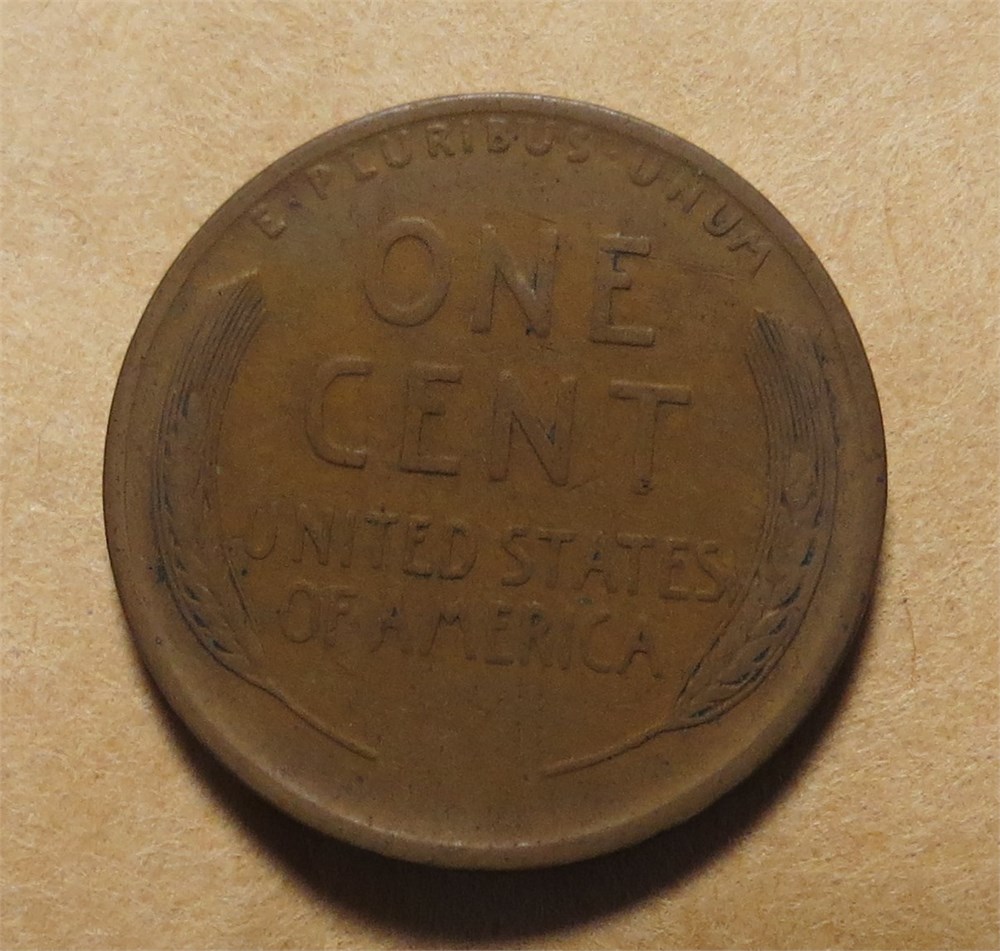 E·PLURIBUS·UNUM
ONE
CENT
UNITED STATES
OF AMERICA